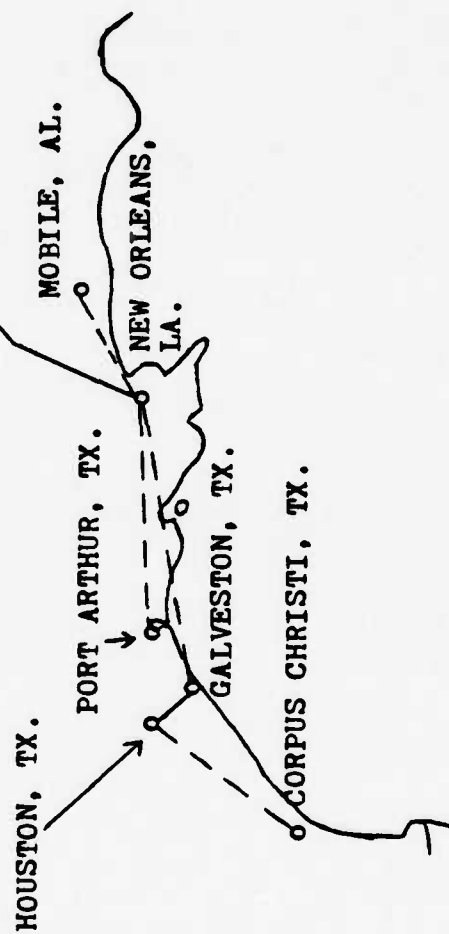 MOBILE, AL.
NEW ORLEANS,
LA.
PORT ARTHUR, TX.
HOUSTON, TX.
GALVESTON, TX.
CORPUS CHRISTI, TX.